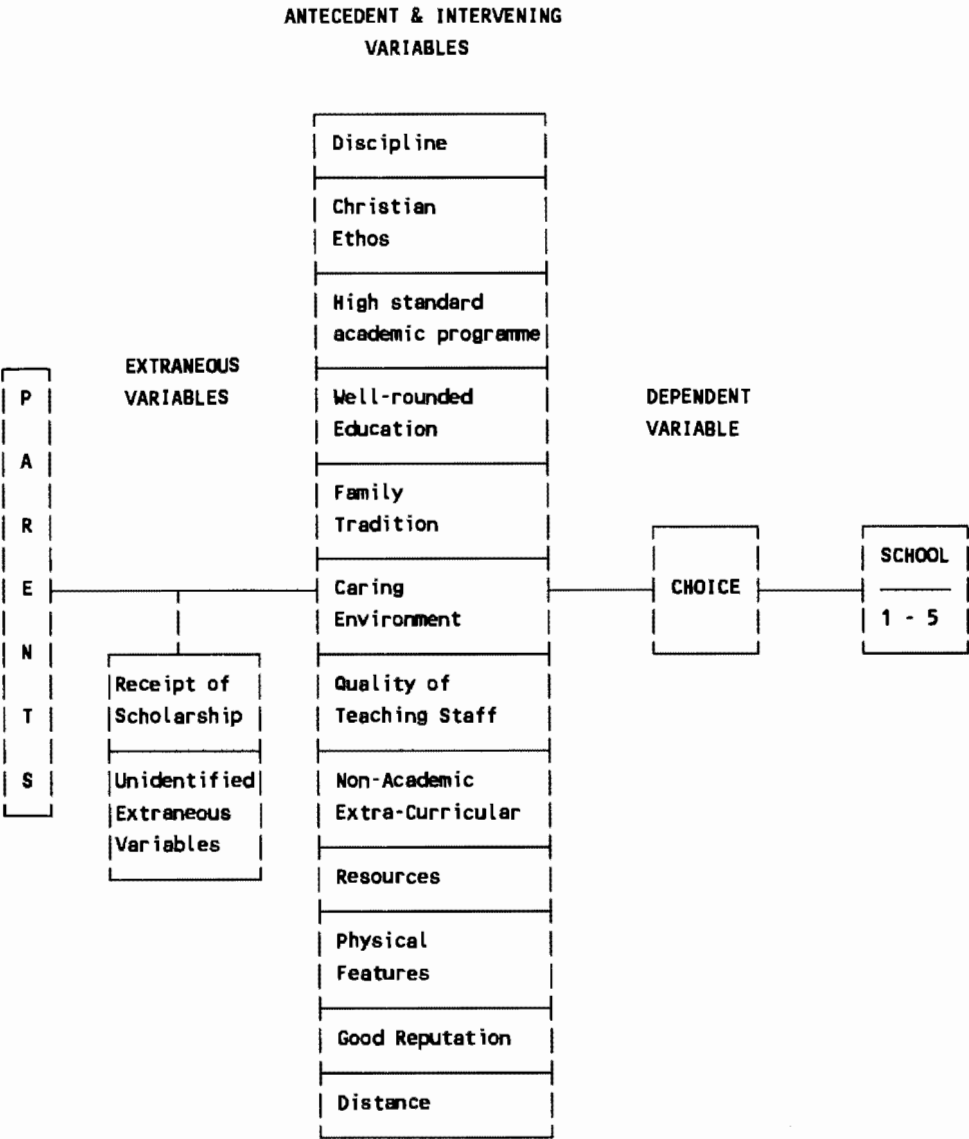 ANTECEDENT & INTERVENING
VARIABLES
P
A
R
E
N
T
S
EXTRANEOUS
VARIABLES
Receipt of
Scholarship
Unidentified
Extraneous
Variables
Discipline
Christian
Ethos
High standard
academic programme
Well-rounded
Education
Family
Tradition
Caring
Environment
Quality of
Teaching Staff
Non-Academic
Extra-Curricular
Resources
Physical
Features
Good Reputation
Distance
DEPENDENT
VARIABLE
CHOICE
SCHOOL
1 - 5